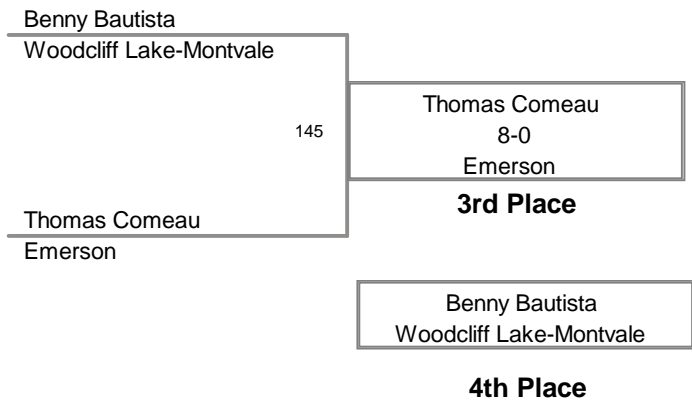 Benny Bautista
Woodcliff Lake-Montvale
145
Thomas Comeau
8-0
Emerson
3rd Place
Thomas Comeau
Emerson
Benny Bautista
Woodcliff Lake-Montvale
4th Place